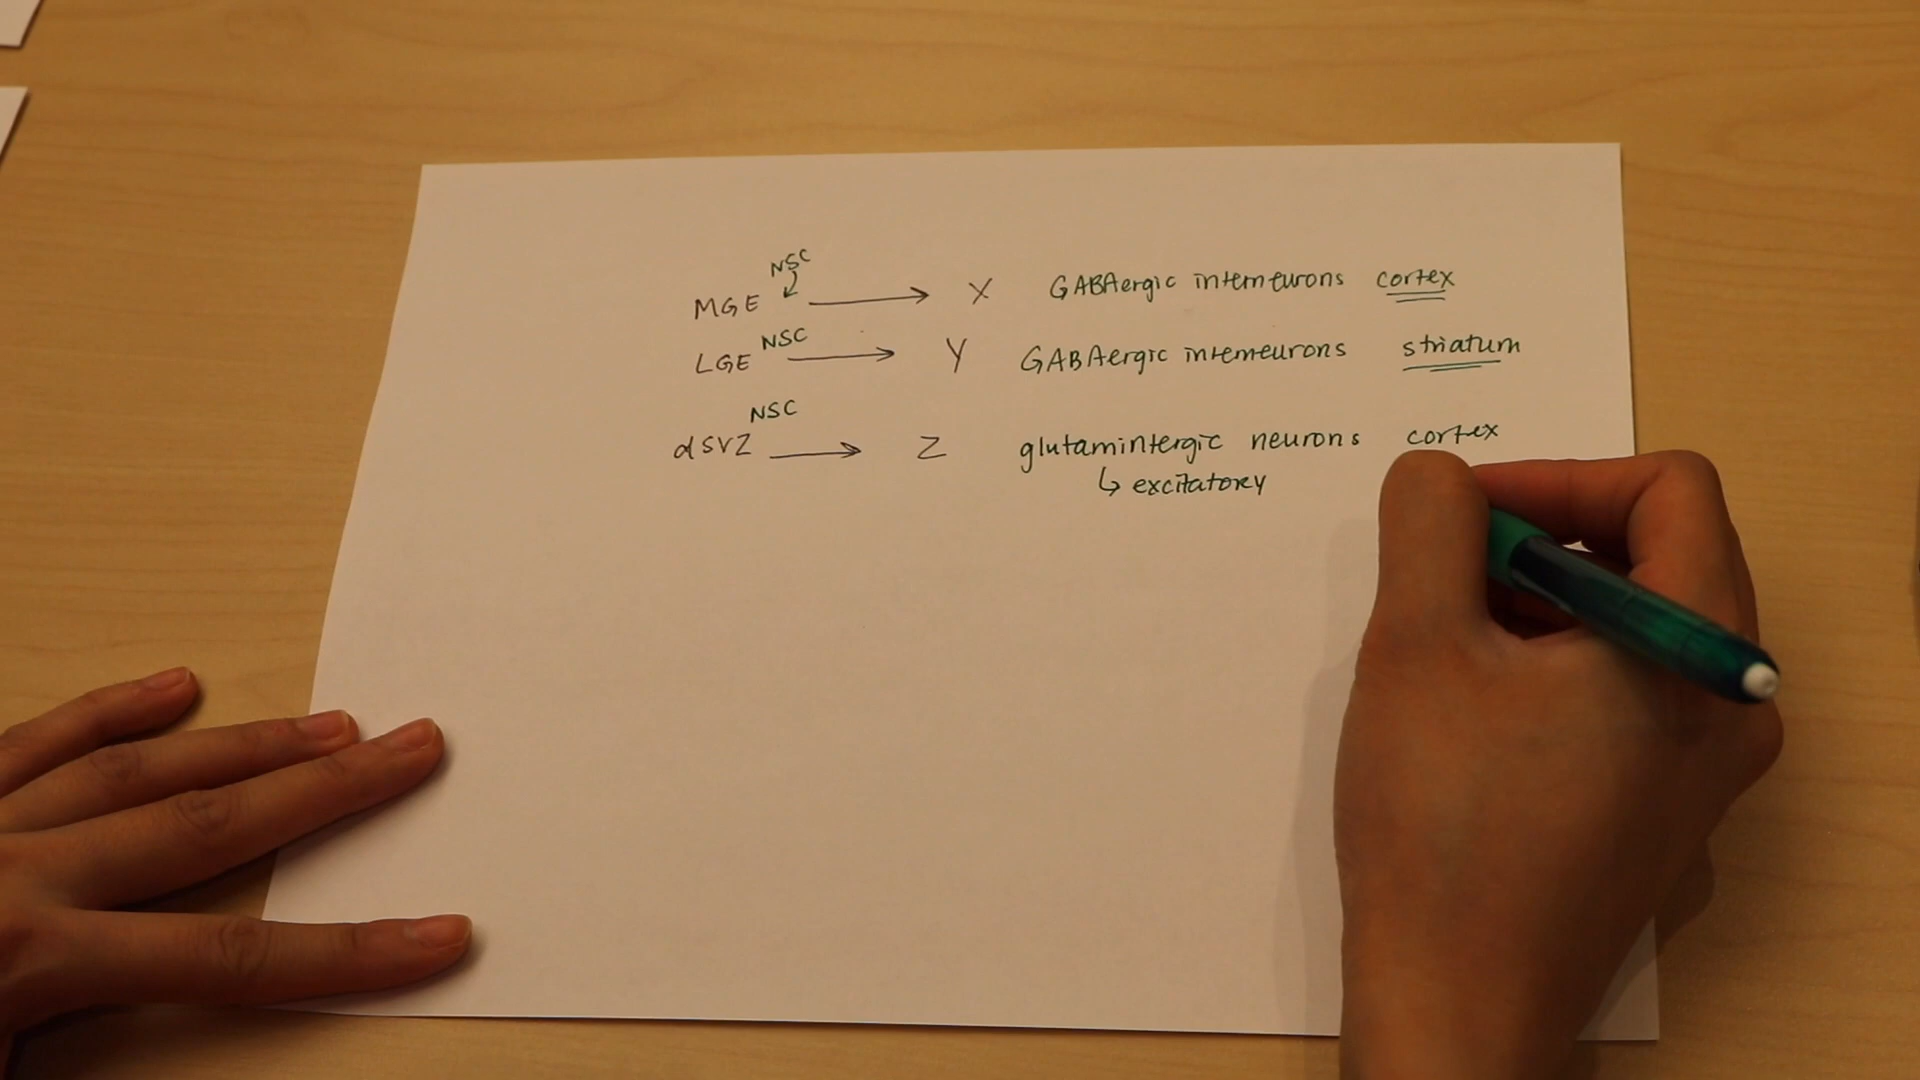 NSC
MGE → X GABAergic interneurons cortex
NSC
LGE → Y GABAergic interneurons striatum
NSC
dSVZ → Z glutamintergic neurons cortex
↳ excitatory